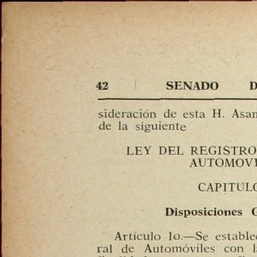 42 SENADO D
sideración de esta H. Asam
de la siguiente
LEY DEL REGISTRO
AUTOMOVI
CAPITULO
Disposiciones G
Artículo 1o.—Se establec
ral de Automóviles con l